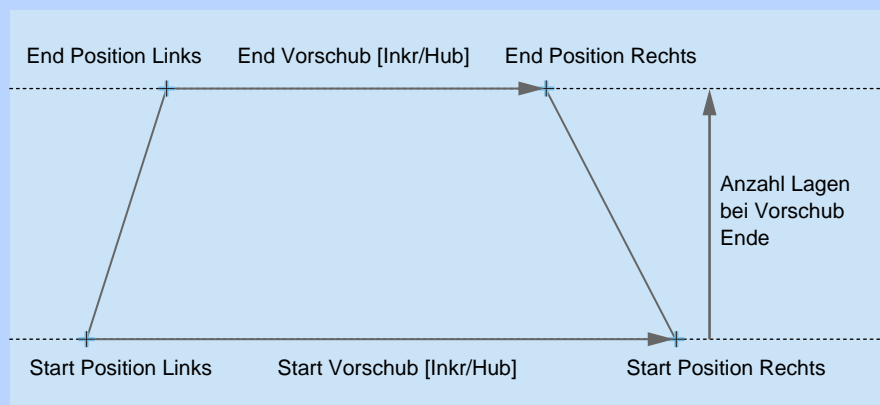 End Position Links
End Vorschub [Inkr/Hub]
End Position Rechts
Anzahl Lagen
bei Vorschub
Ende
Start Position Links
Start Vorschub [Inkr/Hub]
Start Position Rechts